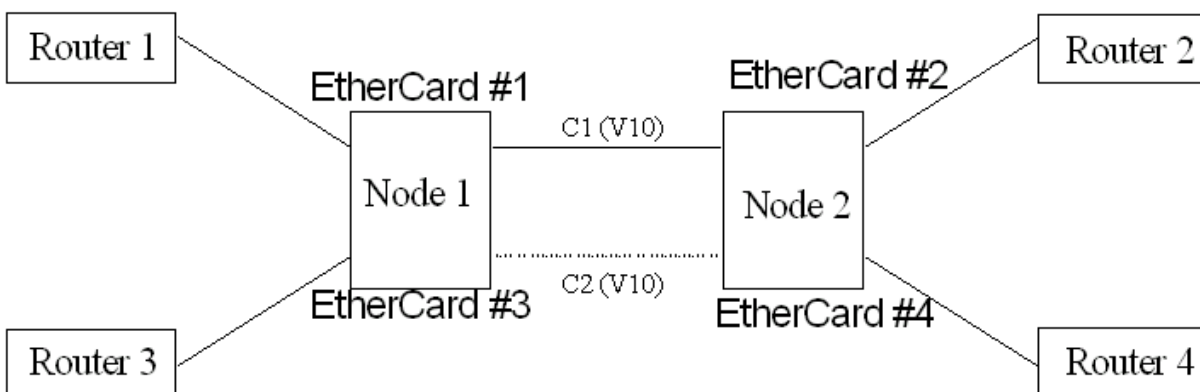 Router 1
Router 2
EtherCard #1
EtherCard #2
C1 (V10)
Node 1
Node 2
C2 (V10)
EtherCard #3
EtherCard #4
Router 3
Router 4